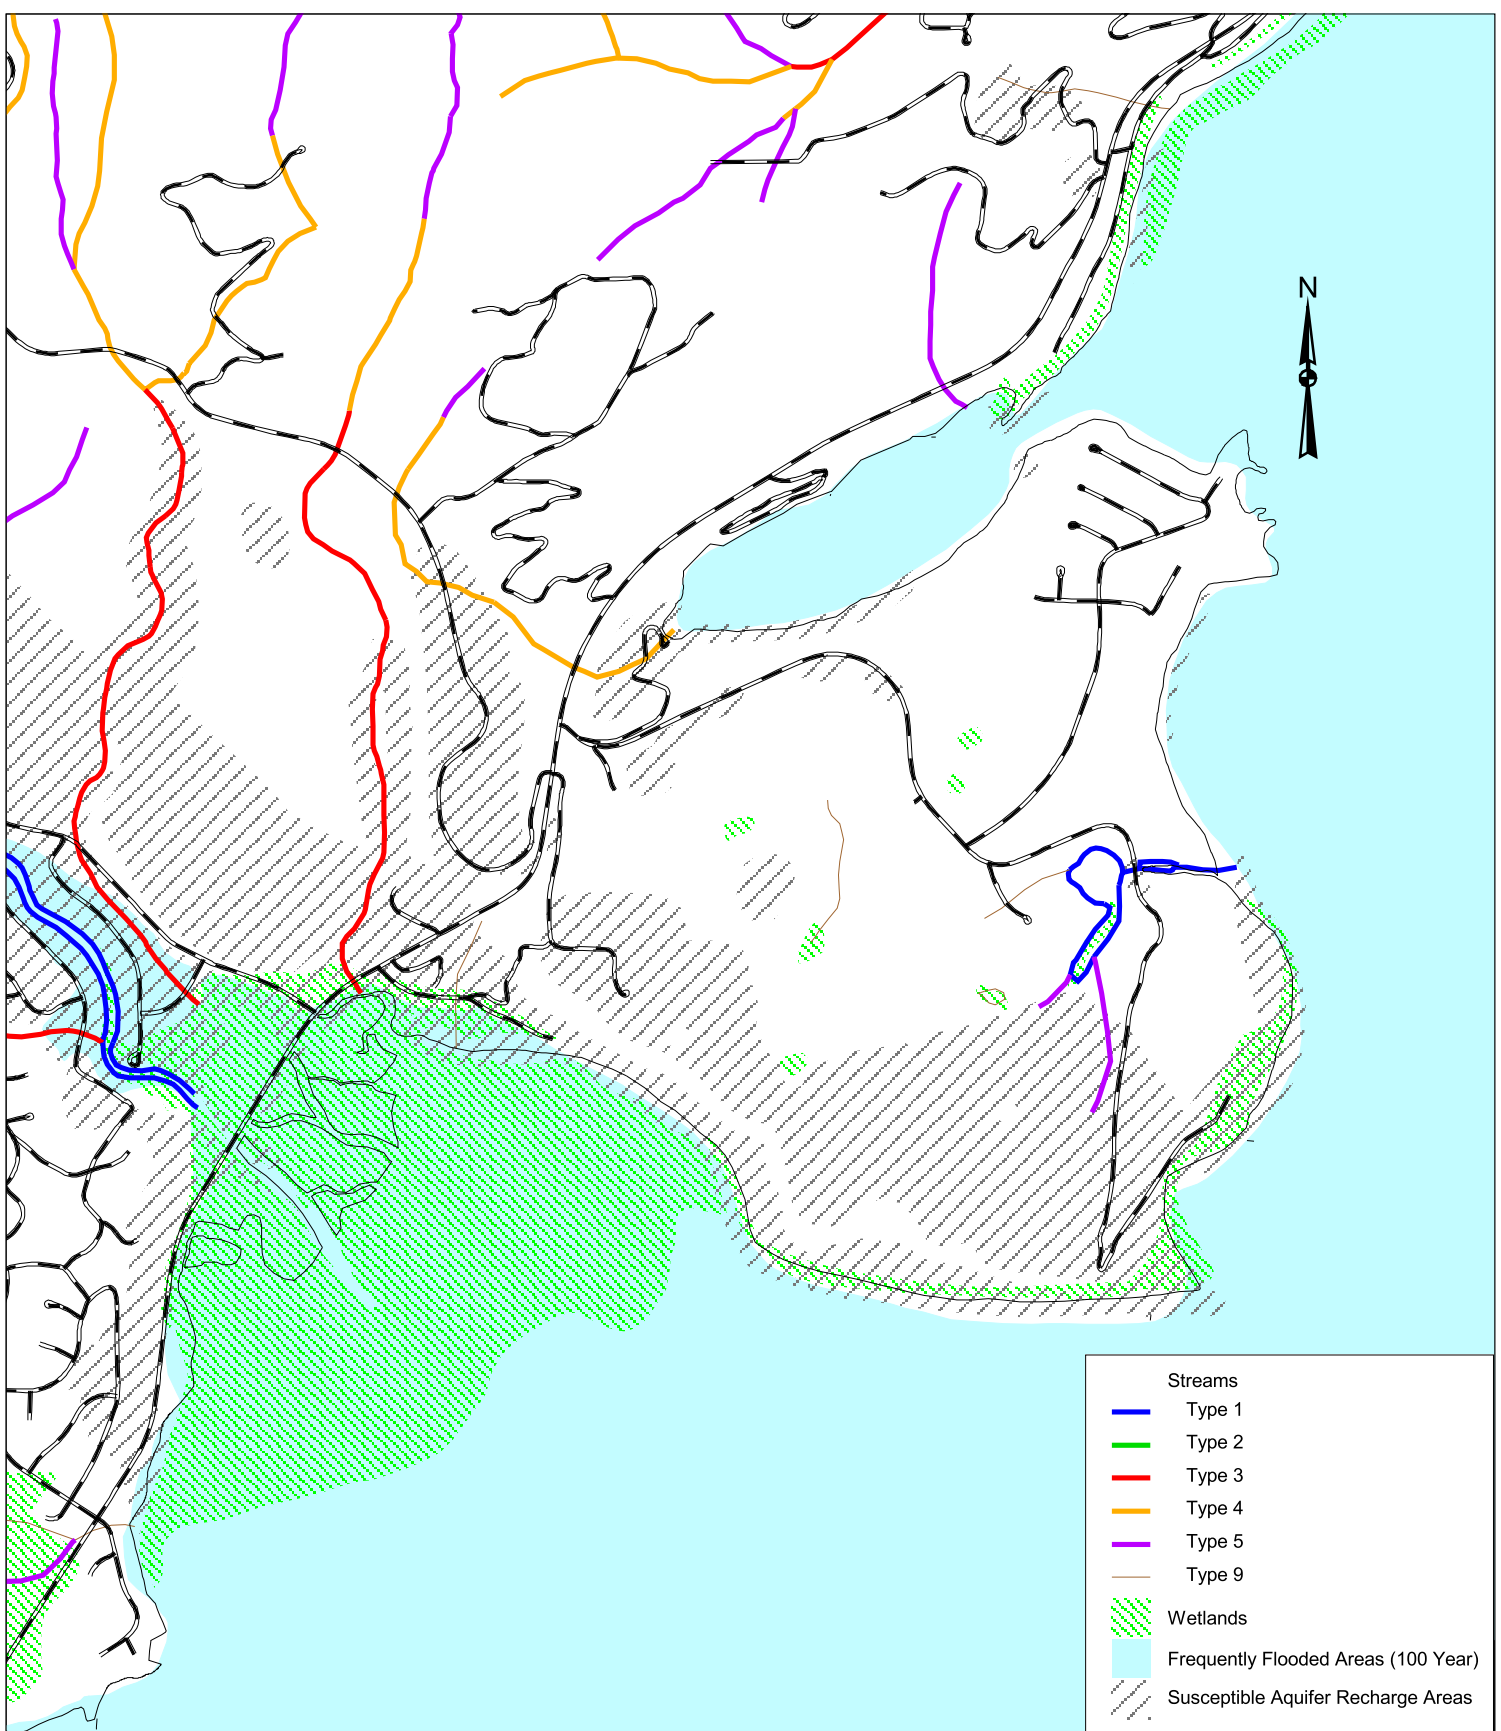 N
Streams
Type 1
Type 2
Type 3
Type 4
Type 5
Type 9
Wetlands
Frequently Flooded Areas (100 Year)
Susceptible Aquifer Recharge Areas